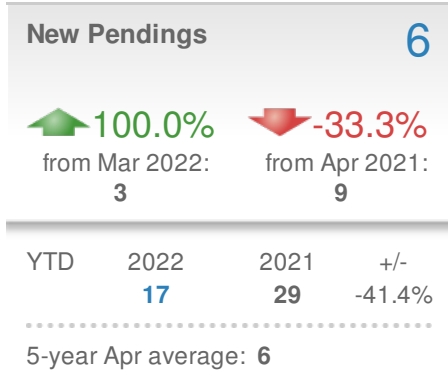 New Pendings 6
100.0% -33.3%
from Mar 2022: from Apr 2021:
3 9
YTD 2022 2021 +/-
17 29 -41.4%
5-year Apr average: 6